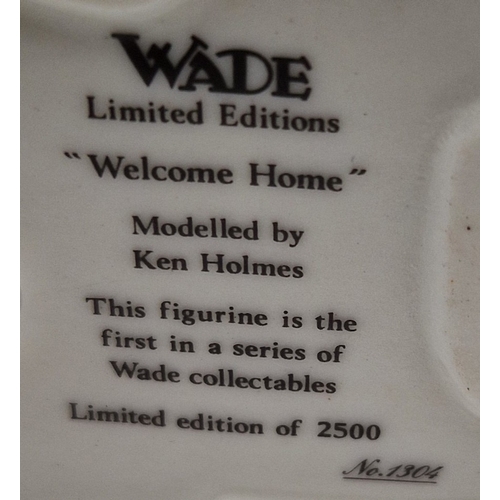 WADE
Limited Editions
"Welcome Home"
Modelled by
Ken Holmes
This figurine is the
first in a series of
Wade collectables
Limited edition of 2500
No.1304